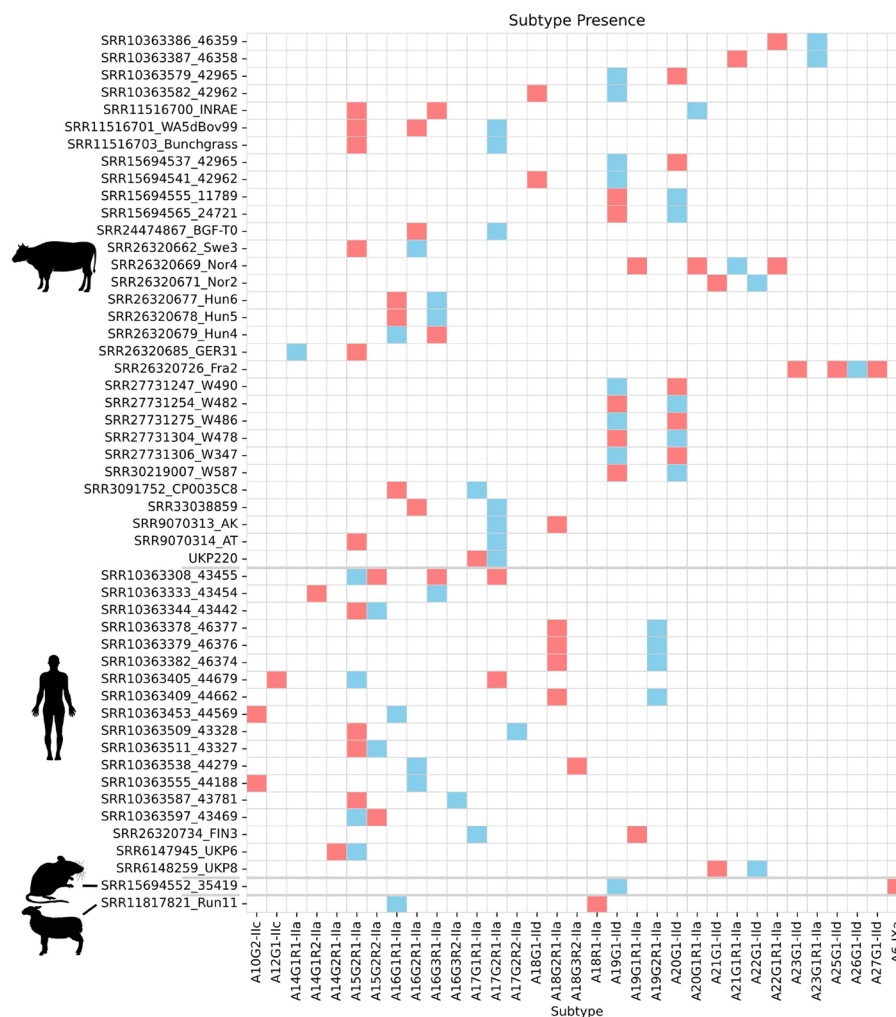 Subtype Presence
SRR10363386_46359
SRR10363387_46358
SRR10363579_42965
SRR10363582_42962
SRR11516700_INRAE
SRR11516701_WA5dBov99
SRR11516703_Bunchgrass
SRR15694537_42965
SRR15694541_42962
SRR15694555_11789
SRR15694565_24721
SRR24474867_BGF-T0
SRR26320662_Swe3
SRR26320669_Nor4
SRR26320671_Nor2
SRR26320677_Hun6
SRR26320678_Hun5
SRR26320679_Hun4
SRR26320685_GER31
SRR26320726_Fra2
SRR27731247_W490
SRR27731254_W482
SRR27731275_W486
SRR27731304_W478
SRR27731306_W347
SRR30219007_W587
SRR3091752_CP0035C8
SRR33038859
SRR9070313_AK
SRR9070314_AT
UKP220
SRR10363308_43455
SRR10363333_43454
SRR10363344_43442
SRR10363378_46377
SRR10363379_46376
SRR10363382_46374
SRR10363405_44679
SRR10363409_44662
SRR10363453_44569
SRR10363509_43328
SRR10363511_43327
SRR10363538_44279
SRR10363555_44188
SRR10363587_43781
SRR10363597_43469
SRR26320734_FIN3
SRR6147945_UKP6
SRR6148259_UKP8
SRR15694552_35419
SRR11817821_Run11
A10G2-IIc
A12G1-IIc
A14G1R1-IIa
A14G1R2-IIa
A14G2R1-IIa
A15G2R1-IIa
A15G2R2-IIa
A16G1R1-IIa
A16G2R1-IIa
A16G3R1-IIa
A16G3R2-IIa
A17G1R1-IIa
A17G2R1-IIa
A17G2R2-IIa
A18G1-IId
A18G2R1-IIa
A18G3R2-IIa
A18R1-IIa
A19G1-IId
A19G1R1-IIa
A19G2R1-IIa
A20G1-IId
A20G1R1-IIa
A21G1-IId
A21G1R1-IIa
A22G1-IId
A22G1R1-IIa
A23G1-IId
A23G1R1-IIa
A25G1-IId
A26G1-IId
A27G1-IId
Subtype